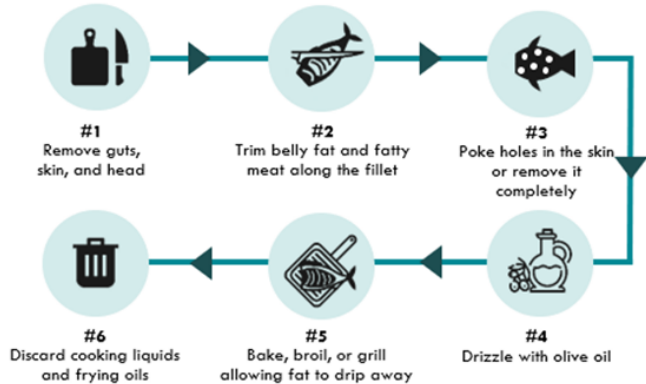 #1
Remove guts,
skin, and head
#2
Trim belly fat and fatty
meat along the fillet
#3
Poke holes in the skin
or remove it
completely
#4
Drizzle with olive oil
#5
Bake, broil, or grill
allowing fat to drip away
#6
Discard cooking liquids
and frying oils